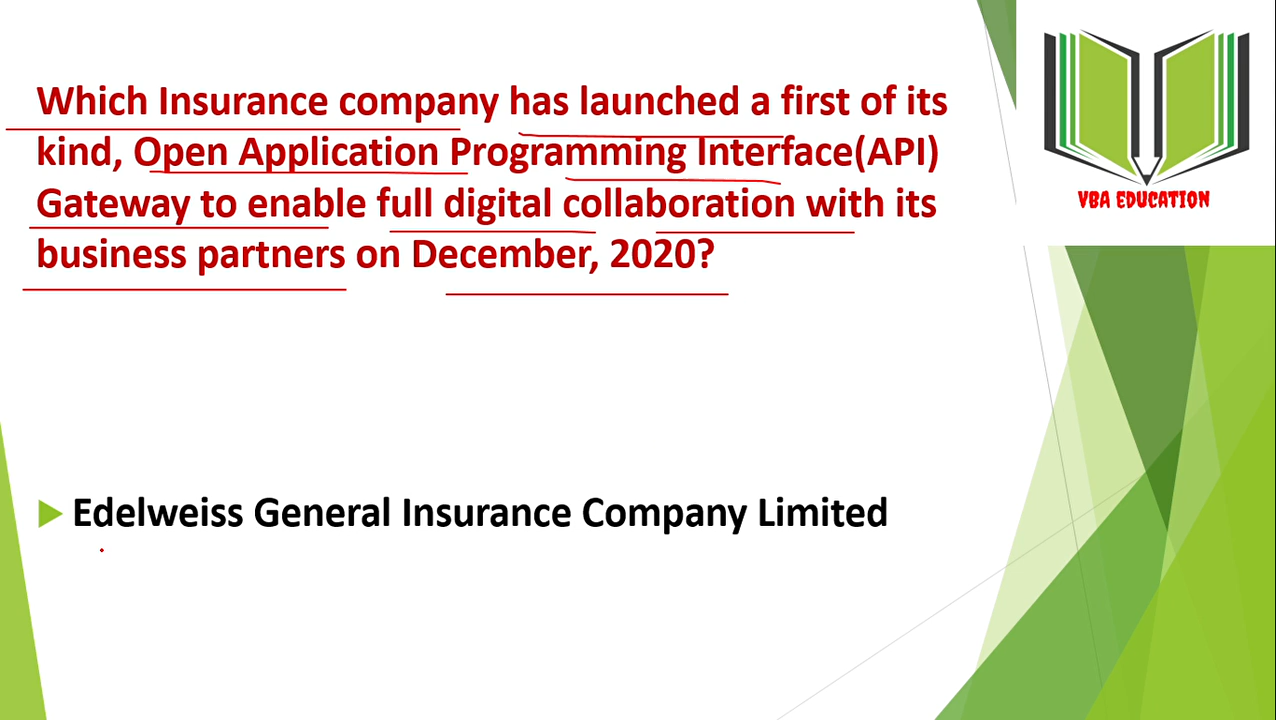 Which Insurance company has launched a first of its
kind, Open Application Programming Interface(API)
Gateway to enable full digital collaboration with its
business partners on December, 2020?
VBA EDUCATION
Edelweiss General Insurance Company Limited